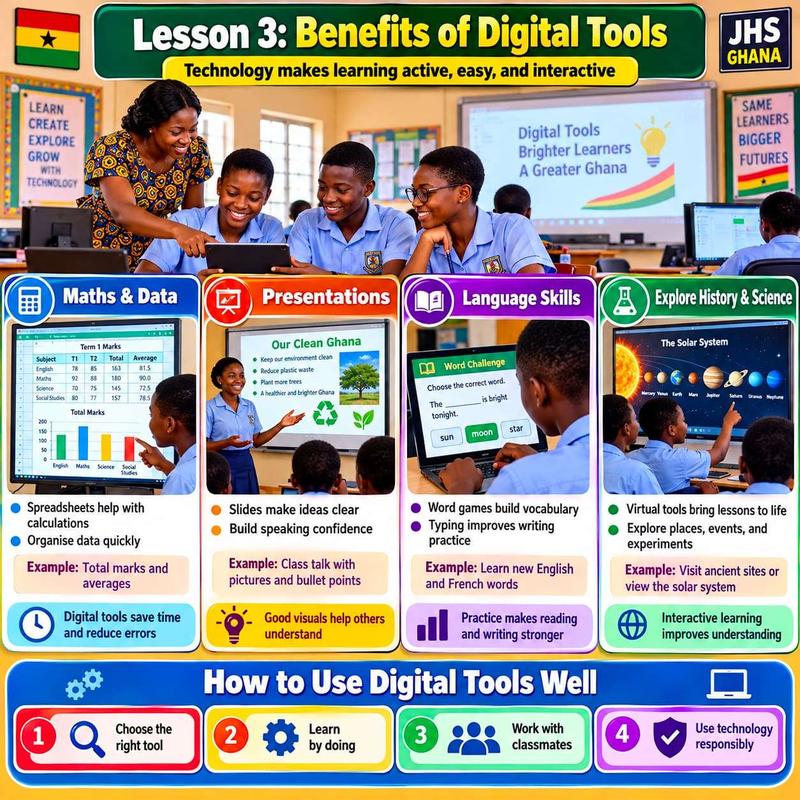 Lesson 3: Benefits of Digital Tools
Technology makes learning active, easy, and interactive
JHS
GHANA
LEARN
CREATE
EXPLORE
GROW
WITH
TECHNOLOGY
Digital Tools
Brighter Learners
A Greater Ghana
SAME
LEARNERS
BIGGER
FUTURES
Maths & Data
Term 1 Marks
Subject T1 T2 Total Average
English 78 85 163 81.5
Maths 92 88 180 90.0
Science 70 75 145 72.5
Social Studies 80 77 157 78.5
Total Marks
200
150
100
50
0
English Maths Science Social
Studies
Spreadsheets help with
calculations
Organise data quickly
Example: Total marks and
averages
Digital tools save time
and reduce errors
Presentations
Our Clean Ghana
Keep our environment clean
Reduce plastic waste
Plant more trees
A healthier and brighter Ghana
Slides make ideas clear
Build speaking confidence
Example: Class talk with
pictures and bullet points
Good visuals help others
understand
Language Skills
Word Challenge
Choose the correct word.
The ______ is bright
tonight.
sun moon star
Word games build vocabulary
Typing improves writing
practice
Example: Learn new English
and French words
Practice makes reading
and writing stronger
Explore History & Science
The Solar System
Mercury Venus Earth Mars Jupiter Saturn Uranus Neptune
Virtual tools bring lessons to life
Explore places, events, and
experiments
Example: Visit ancient sites or
view the solar system
Interactive learning
improves understanding
How to Use Digital Tools Well
1 Choose the
right tool
2 Learn
by doing
3 Work with
classmates
4 Use technology
responsibly